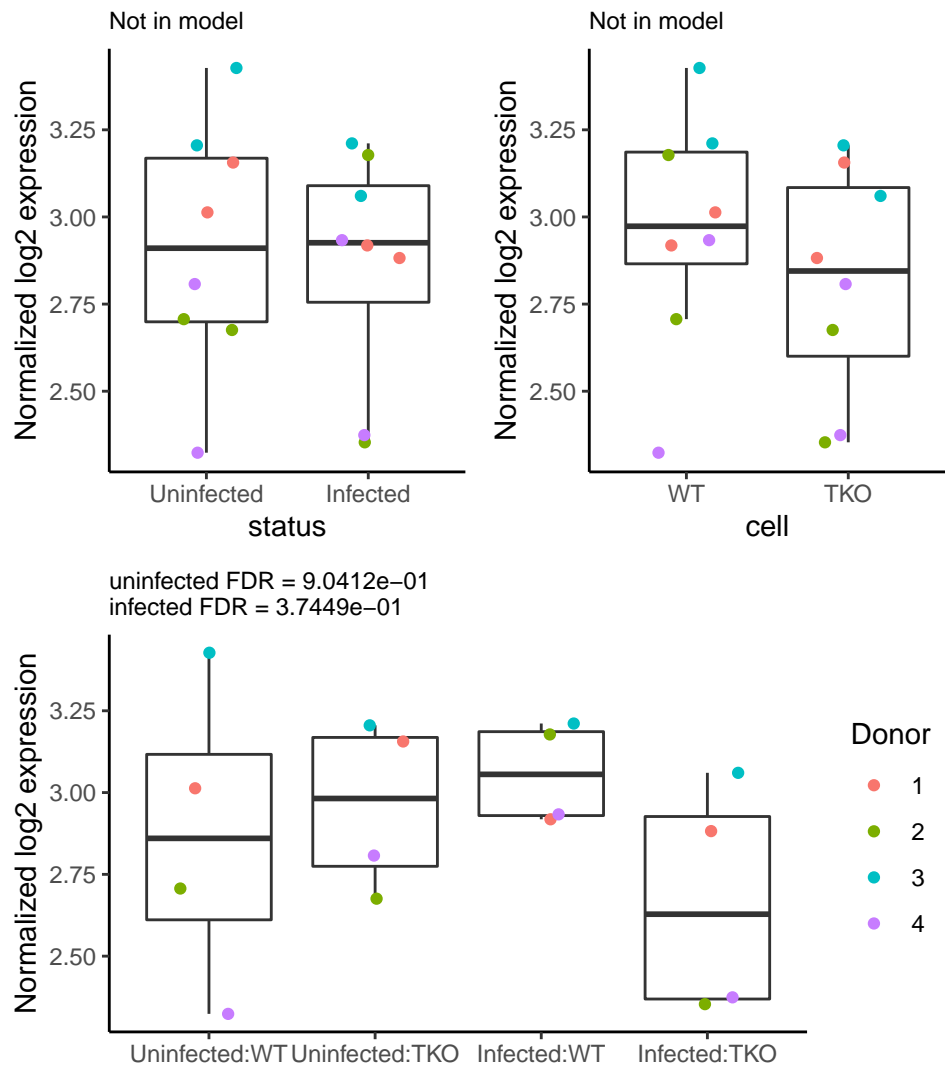 Not in model
Normalized log2 expression
3.25
3.00
2.75
2.50
Uninfected Infected
status
Not in model
Normalized log2 expression
3.25
3.00
2.75
2.50
WT TKO
cell
uninfected FDR = 9.0412e−01
infected FDR = 3.7449e−01
Normalized log2 expression
3.25
3.00
2.75
2.50
Uninfected:WT Uninfected:TKO Infected:WT Infected:TKO
Donor
1
2
3
4